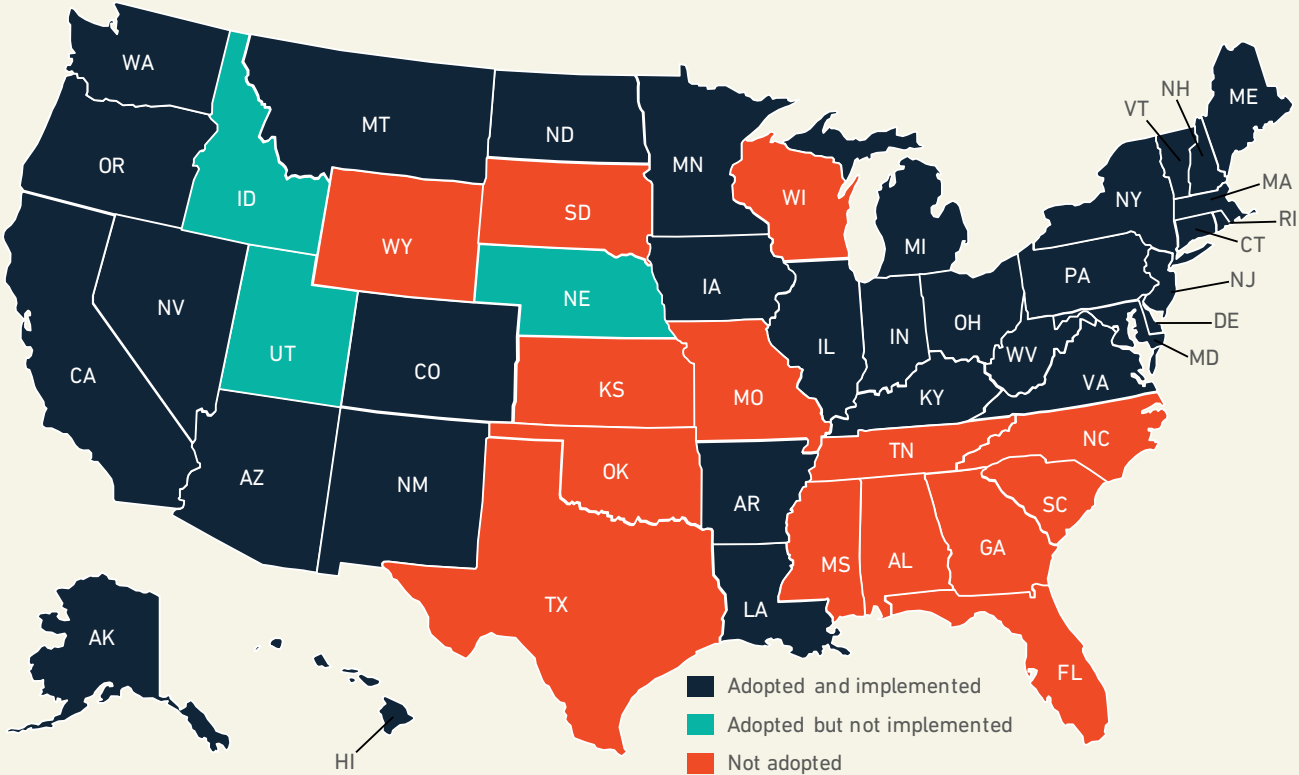 WA
MT
ND
MN
OR
ID
WY
SD
WI
MI
NY
VT
NH
ME
MA
RI
CT
NJ
DE
MD
PA
NV
UT
CO
NE
IA
IL
IN
OH
WV
VA
KY
CA
KS
MO
AZ
NM
OK
AR
TN
NC
SC
TX
LA
MS
AL
GA
FL
AK
HI
Adopted and implemented
Adopted but not implemented
Not adopted